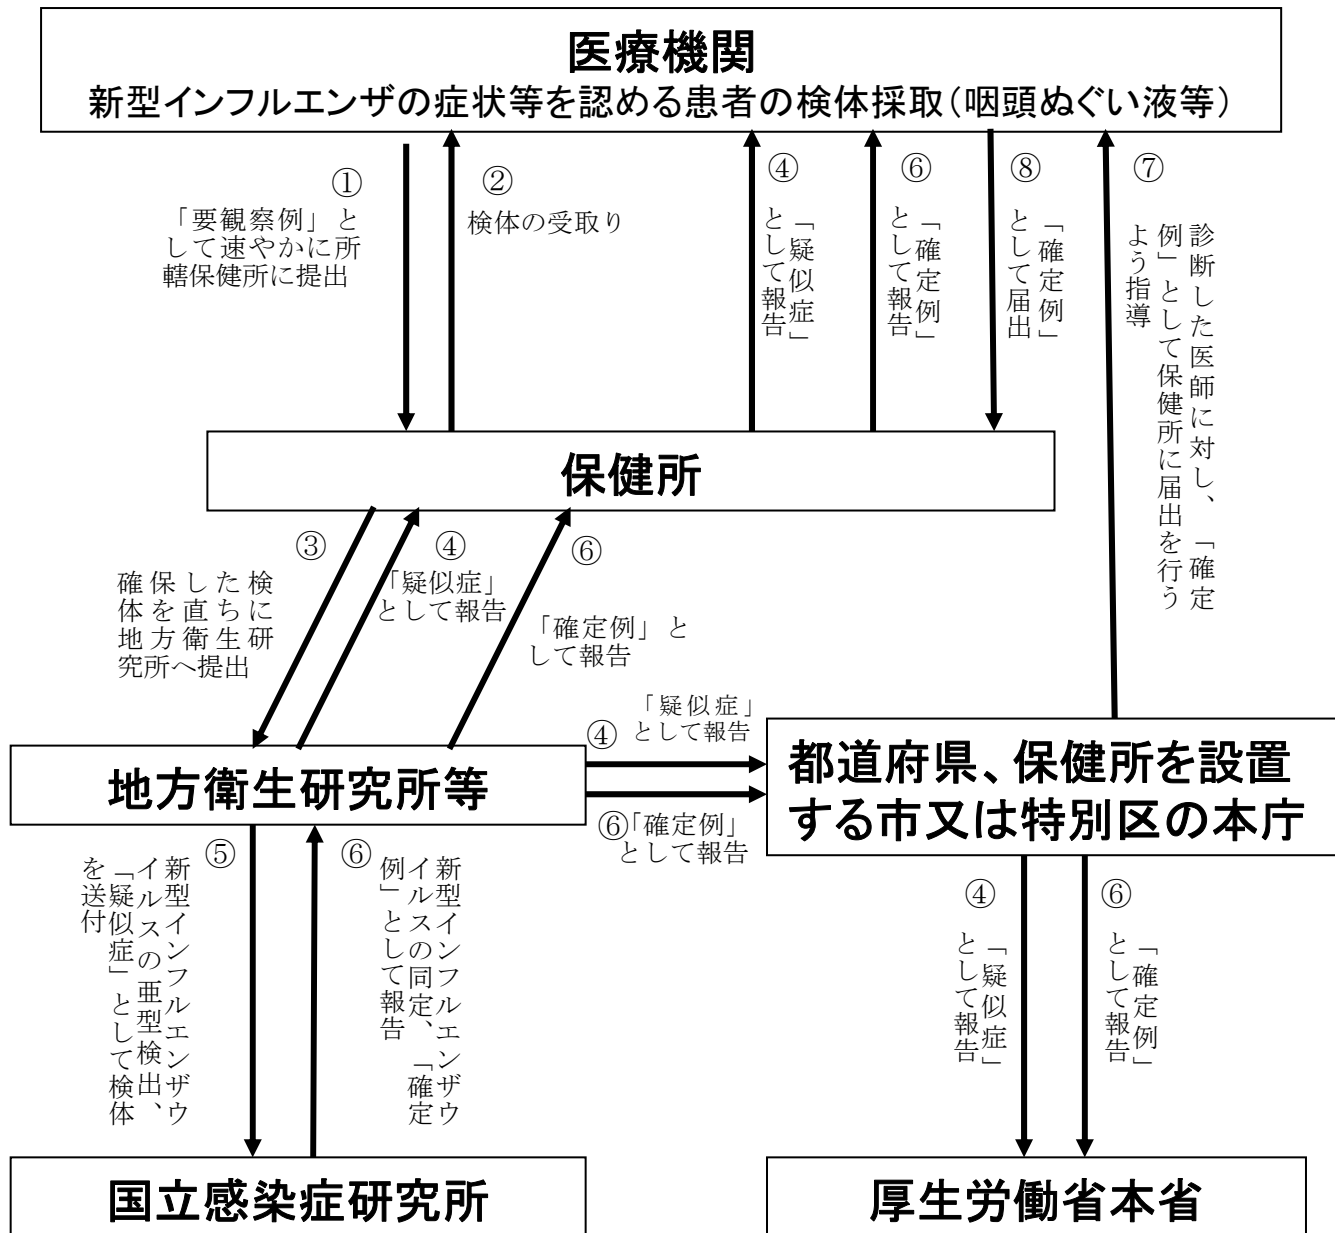 医療機関
新型インフルエンザの症状等を認める患者の検体採取（咽頭ぬぐい液等）
①
「要観察例」と
して速やかに所
轄保健所に提出
②
検体の受取り
④
「疑似症」
として報告
⑥
「確定例」
として報告
⑧
「確定例」
として届出
⑦
診断した医師に対し、「確定
例」として保健所に届出を行う
よう指導
保健所
③
確保した検
体を直ちに
地方衛生研
究所へ提出
④
「疑似症」
として報告
⑥
「確定例」と
して報告
④
「疑似症」
として報告
⑥「確定例」
として報告
地方衛生研究所等
都道府県、保健所を設置
する市又は特別区の本庁
⑤
新型インフルエンザウ
イルスの亜型検出、
「疑似症」として検体
を送付
⑥
新型インフルエンザウ
イルスの同定、「確定
例」として報告
④
「疑似症」
として報告
⑥
「確定例」
として報告
国立感染症研究所
厚生労働省本省